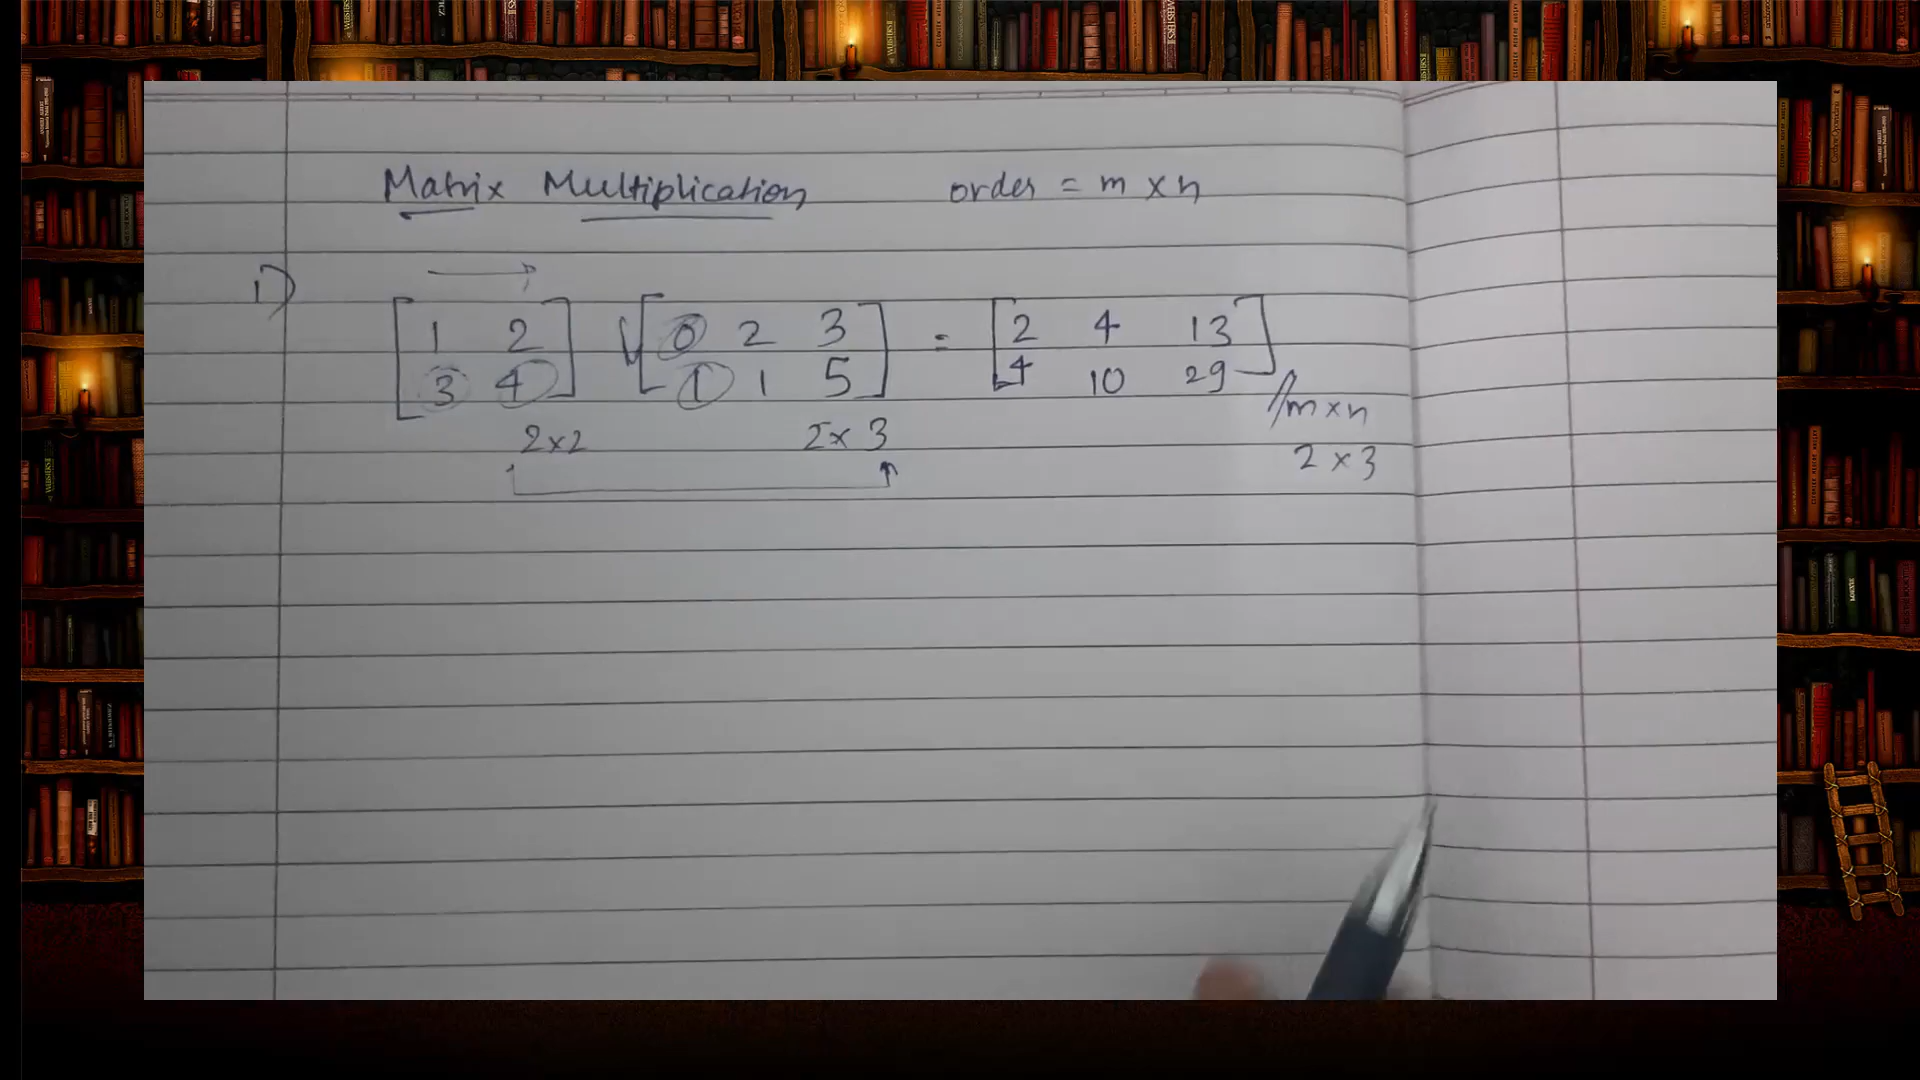 Matrix Multiplication order = m x n
1)
[1 2 [0 2 3] = [2 4 13
3 4] 1 1 5] 4 10 29]
2x2 2x3 m x n
2 x 3